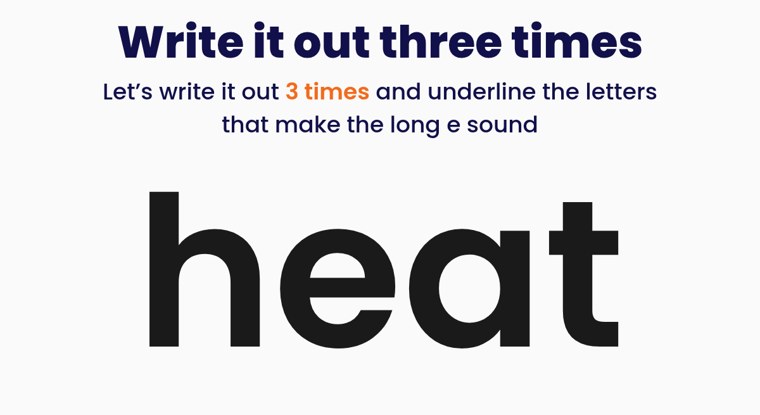 Write it out three times
Let’s write it out 3 times and underline the letters
that make the long e sound
heat